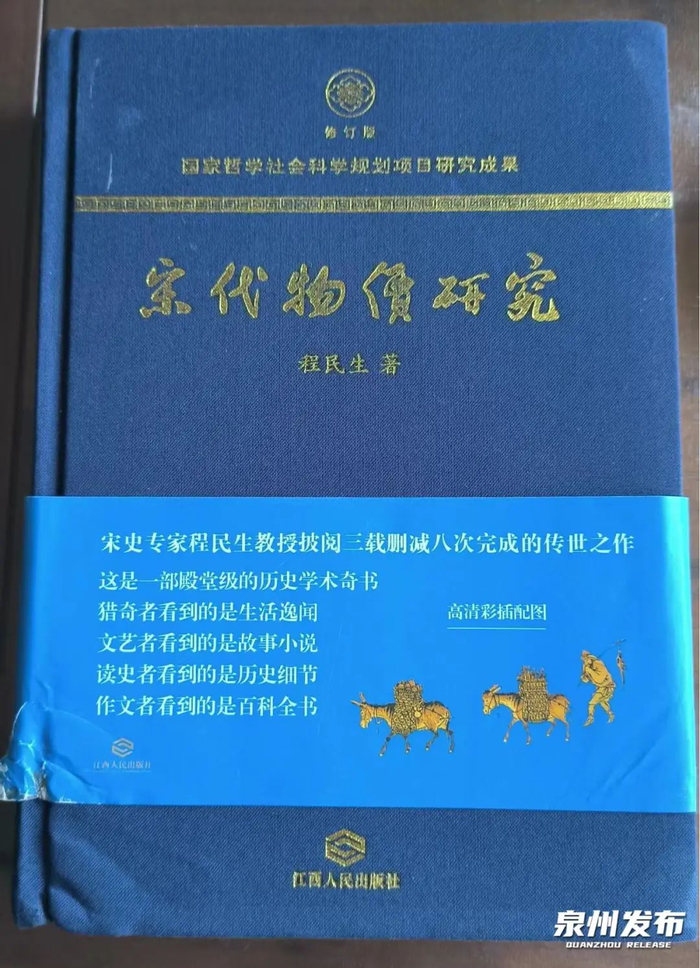 修订版
国家哲学社会科学规划项目研究成果
宋代物價研究
程民生 著
宋史专家程民生教授披阅三载删减八次完成的传世之作
这是一部殿堂级的历史学术奇书
猎奇者看到的是生活逸闻
高清彩插配图
文艺者看到的是故事小说
读史者看到的是历史细节
作文者看到的是百科全书
江西人民出版社
江西人民出版社
泉州发布
QUANZHOU RELEASE